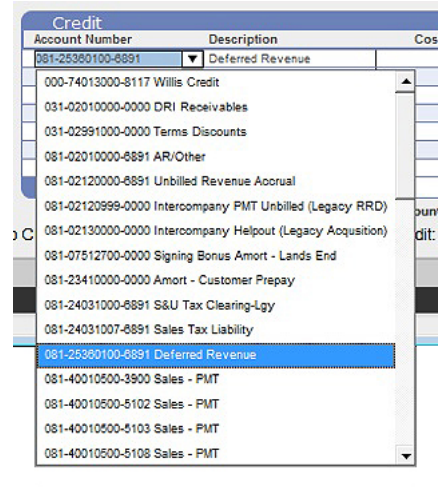 Credit
Account Number Description Cos
081-25360100-6891 Deferred Revenue
000-74013000-8117 Willis Credit
031-02010000-0000 DRI Receivables
031-02991000-0000 Terms Discounts
081-02010000-6891 AR/Other
081-02120000-6891 Unbilled Revenue Accrual
081-02120999-0000 Intercompany PMT Unbilled (Legacy RRD)
081-02130000-0000 Intercompany Helpout (Legacy Acqusition)
081-07512700-0000 Signing Bonus Amort - Lands End
081-23410000-0000 Amort - Customer Prepay
081-24031000-6891 S&U Tax Clearing-Lgy
081-24031007-6891 Sales Tax Liability
081-25360100-6891 Deferred Revenue
081-40010500-3900 Sales - PMT
081-40010500-5102 Sales - PMT
081-40010500-5103 Sales - PMT
081-40010500-5108 Sales - PMT
ount
C
dit: